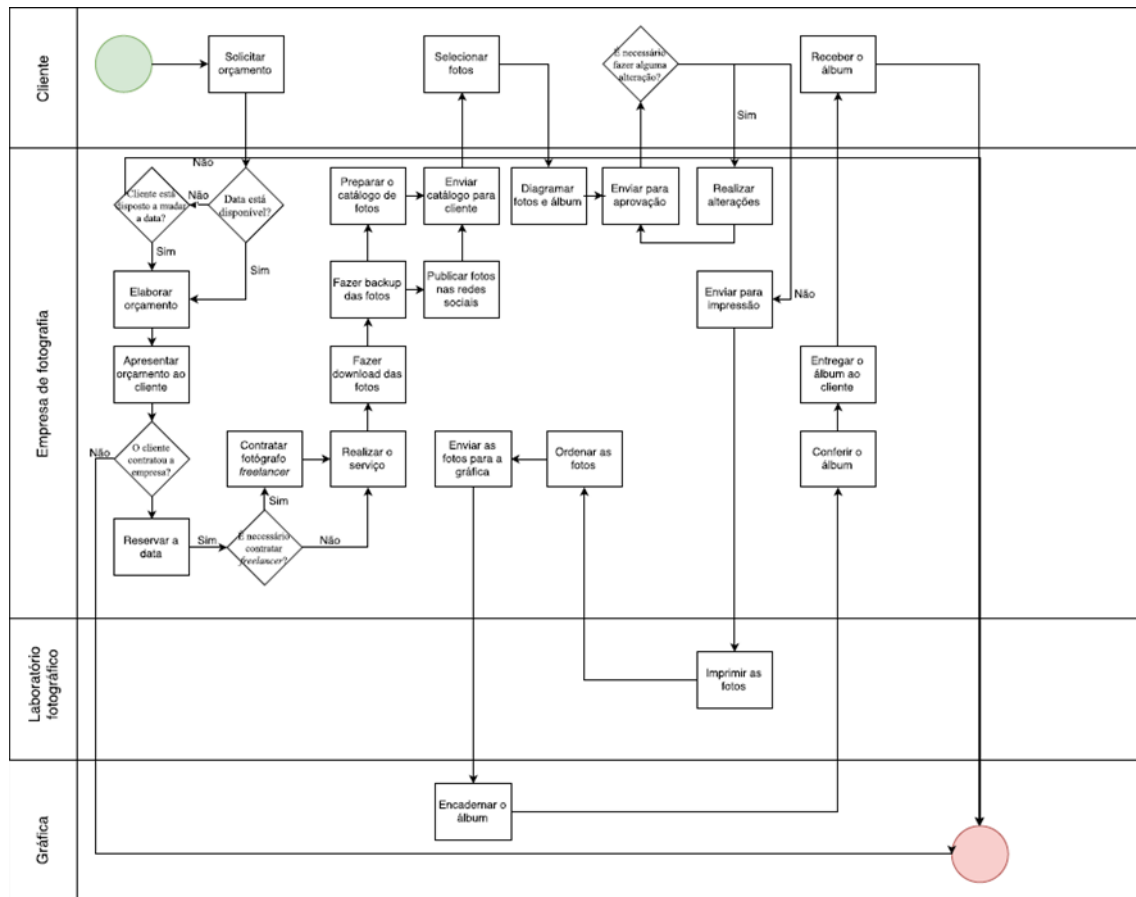 Cliente
Solicitar
orçamento
Selecionar
fotos
É necessário
fazer alguma
alteração?
Sim
Receber o
álbum
Empresa de fotografia
Não
Cliente está
disposto a mudar
a data?
Não
Data está
disponível?
Sim
Sim
Preparar o
catálogo de
fotos
Enviar
catálogo para
cliente
Diagramar
fotos e álbum
Enviar para
aprovação
Realizar
alterações
Elaborar
orçamento
Fazer backup
das fotos
Publicar fotos
nas redes
sociais
Enviar para
impressão
Não
Apresentar
orçamento ao
cliente
Fazer
download das
fotos
Entregar o
álbum ao
cliente
Não
O cliente
contratou a
empresa?
Contratar
fotógrafo
freelancer
Realizar o
serviço
Enviar as
fotos para a
gráfica
Ordenar as
fotos
Conferir o
álbum
Sim
Reservar a
data
Sim
É necessário
contratar
freelancer?
Não
Laboratório
fotográfico
Imprimir as
fotos
Gráfica
Encadernar o
álbum